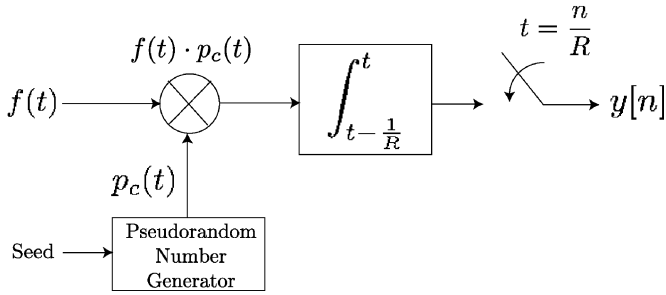 t = n/R
f(t) · p_c(t)
∫_{t − 1/R}^{t}
f(t)
y[n]
p_c(t)
Seed
Pseudorandom
Number
Generator